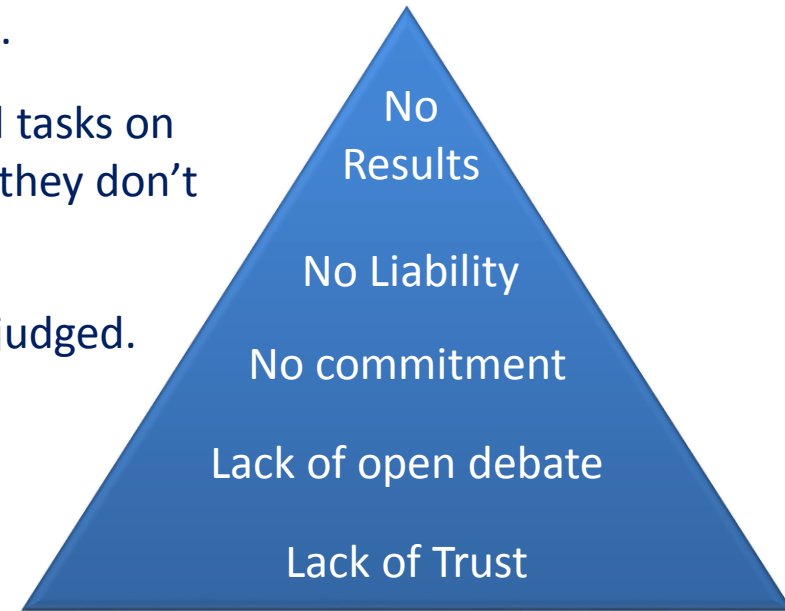 .
tasks on
they don't
judged.
No
Results
No Liability
No commitment
Lack of open debate
Lack of Trust